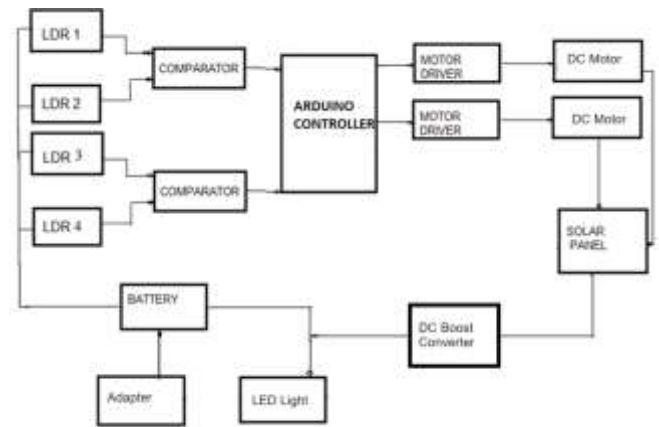 LDR 1
COMPARATOR
LDR 2
LDR 3
COMPARATOR
LDR 4
ARDUINO
CONTROLLER
MOTOR
DRIVER
DC Motor
MOTOR
DRIVER
DC Motor
SOLAR
PANEL
BATTERY
DC Boost
Converter
Adapter
LED Light